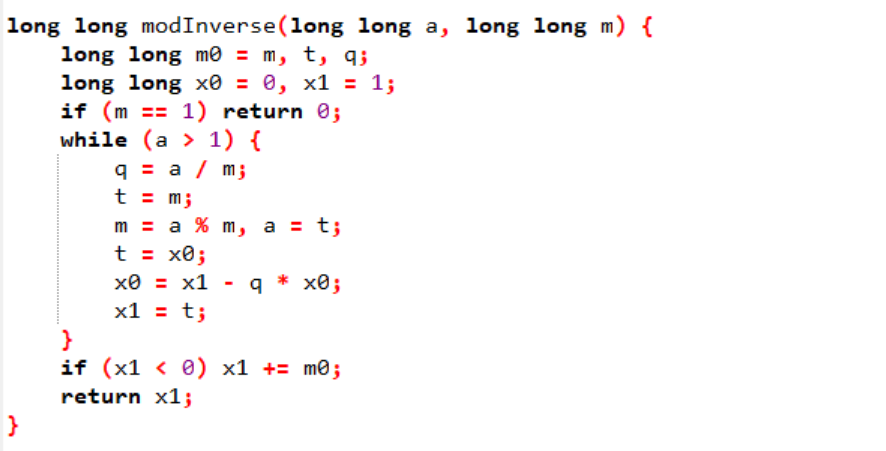 long long modInverse(long long a, long long m) {
    long long m0 = m, t, q;
    long long x0 = 0, x1 = 1;
    if (m == 1) return 0;
    while (a > 1) {
        q = a / m;
        t = m;
        m = a % m, a = t;
        t = x0;
        x0 = x1 - q * x0;
        x1 = t;
    }
    if (x1 < 0) x1 += m0;
    return x1;
}